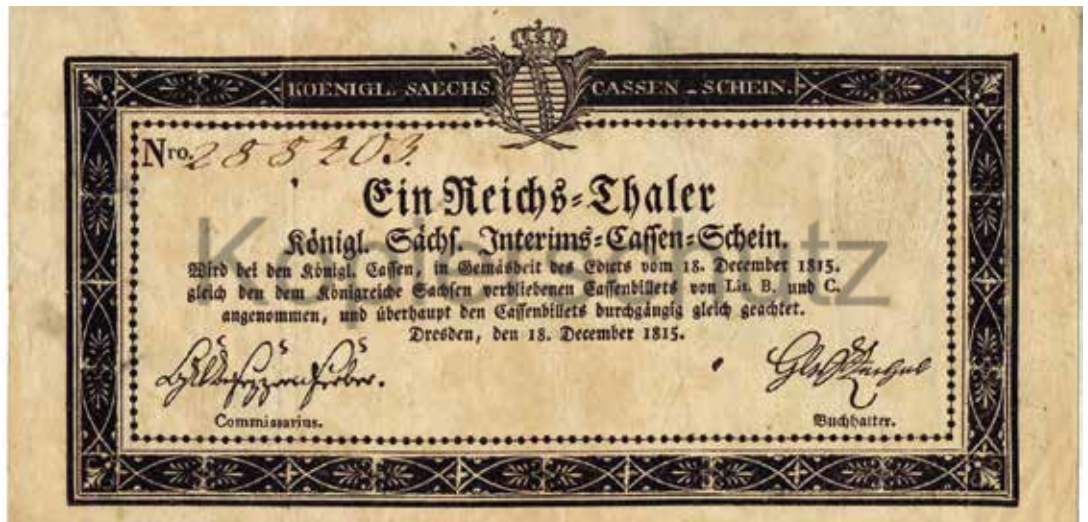 KOENIGL. SAECHS. CASSEN-SCHEIN.
Nro. 288203.
Ein Reichs-Thaler
Königl. Sächs. Interims-Cassen-Schein.
Wird bei den Königl. Cassen, in Gemäsheit des Edicts vom 18. December 1815.
gleich den dem Königreiche Sachsen verbliebenen Cassenbillets von Lit. B. und C.
angenommen, und überhaupt den Cassenbillets durchgängig gleich geachtet.
Dresden, den 18. December 1815.
Commissarius. Buchhalter.
Kopierschutz